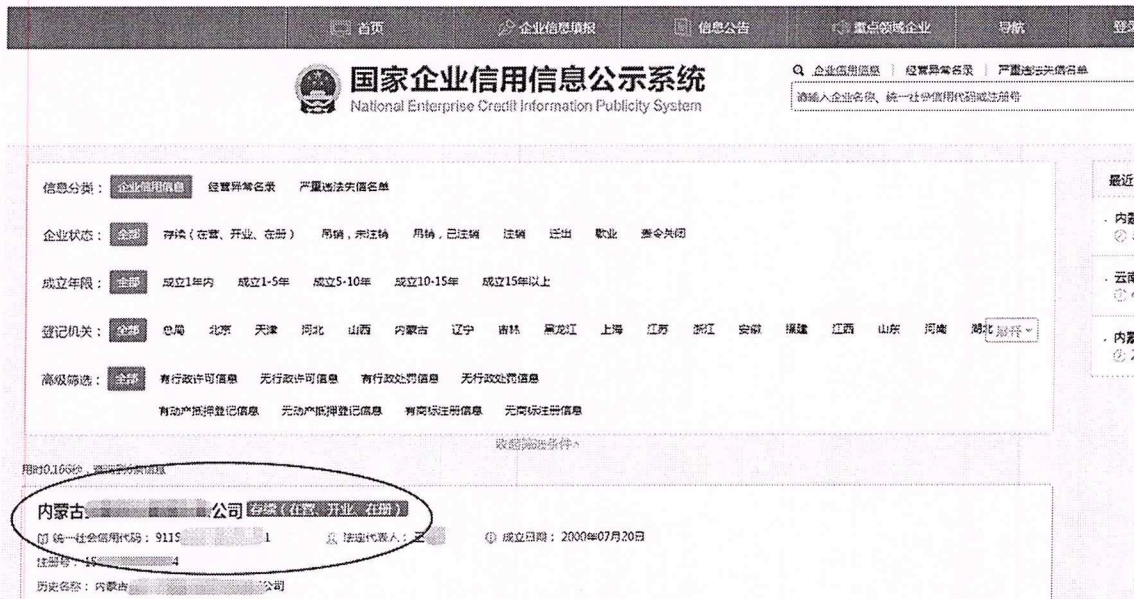 首页 企业信息填报 信息公告 重点领域企业 导航 登录
国家企业信用信息公示系统
National Enterprise Credit Information Publicity System
企业信用信息 | 经营异常名录 | 严重违法失信名单
请输入企业名称、统一社会信用代码或注册号
信息分类： 企业信用信息 经营异常名录 严重违法失信名单
企业状态： 全部 存续（在营、开业、在册） 吊销，未注销 吊销，已注销 注销 迁出 歇业 责令关闭
成立年限： 全部 成立1年内 成立1-5年 成立5-10年 成立10-15年 成立15年以上
登记机关： 全部 总局 北京 天津 河北 山西 内蒙古 辽宁 吉林 黑龙江 上海 江苏 浙江 安徽 福建 江西 山东 河南 湖北 展开
高级筛选： 全部 有行政许可信息 无行政许可信息 有行政处罚信息 无行政处罚信息
有动产抵押登记信息 无动产抵押登记信息 有商标注册信息 无商标注册信息
收起筛选条件
用时0.166秒，
内蒙古 公司 存续（在营、开业、在册）
统一社会信用代码： 9115 1 法定代表人： 王 成立日期： 2000年07月20日
注册号： 15 4
历史名称： 内蒙古 公司
最近
· 内蒙
· 云南
· 内蒙